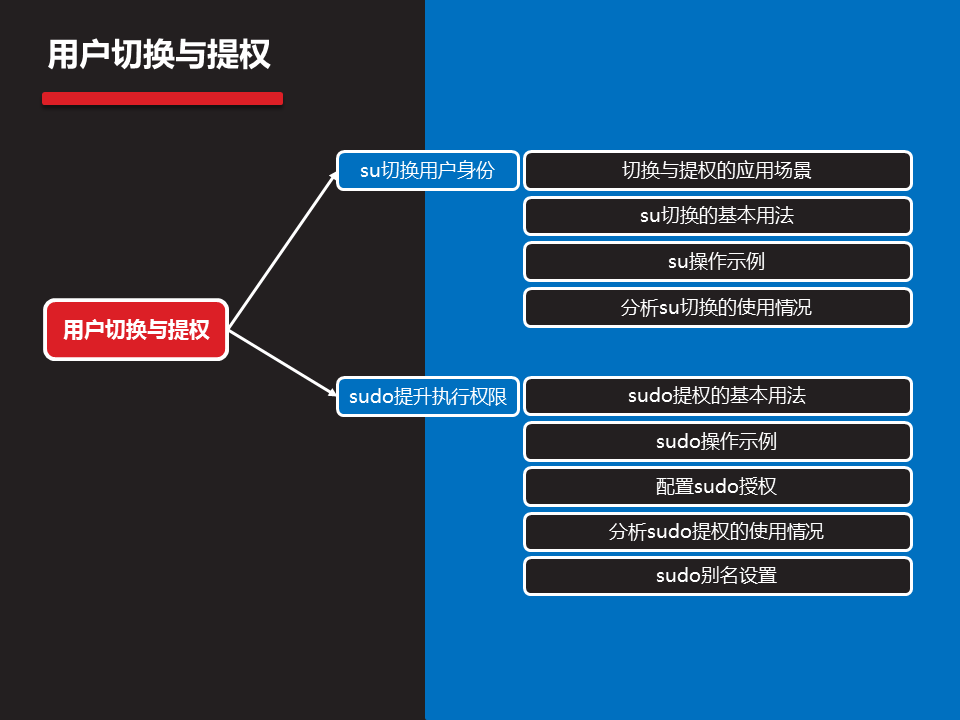 用户切换与提权
用户切换与提权
su切换用户身份
切换与提权的应用场景
su切换的基本用法
su操作示例
分析su切换的使用情况
sudo提升执行权限
sudo提权的基本用法
sudo操作示例
配置sudo授权
分析sudo提权的使用情况
sudo别名设置